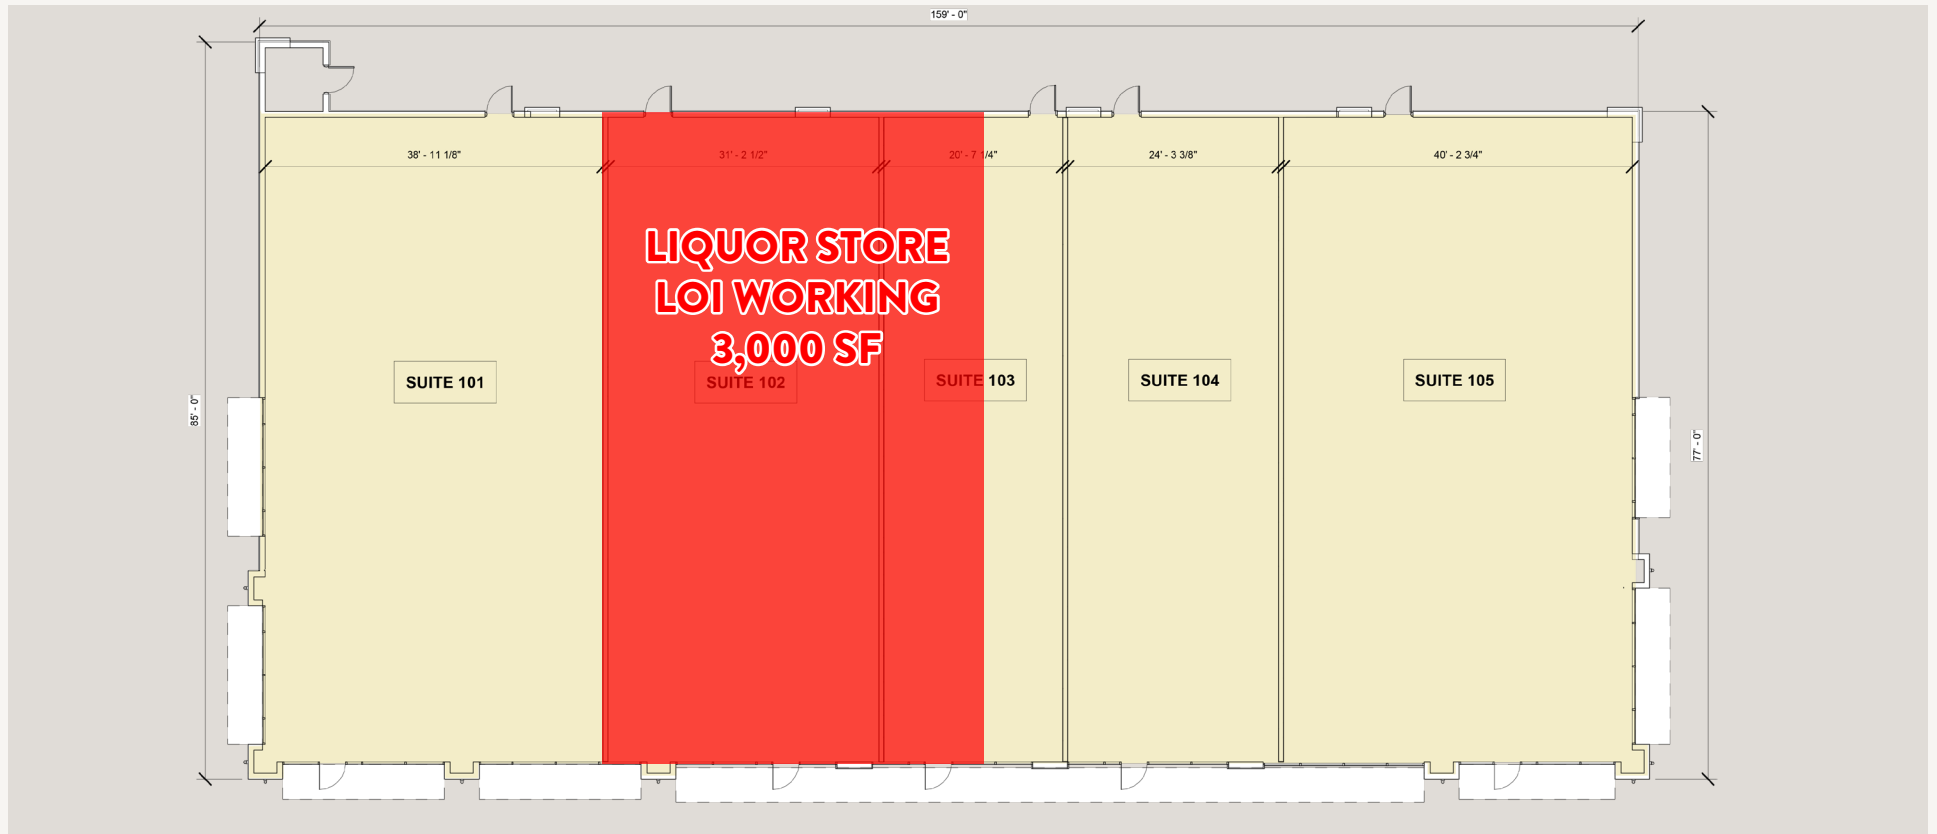 159' - 0"
38' - 11 1/8"
31' - 2 1/2"
20' - 7 1/4"
24' - 3 3/8"
40' - 2 3/4"
LIQUOR STORE
LOI WORKING
3,000 SF
SUITE 101
SUITE 102
SUITE 103
SUITE 104
SUITE 105
85' - 0"
77' - 0"